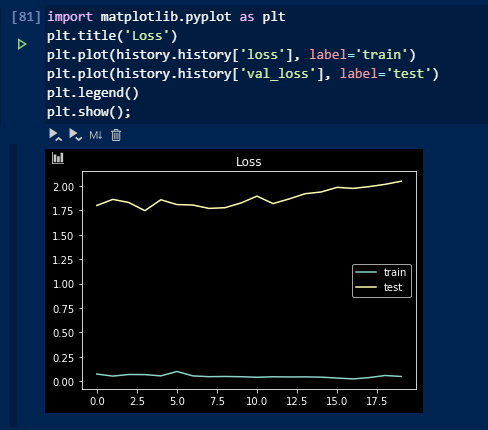 [81] import matplotlib.pyplot as plt
plt.title('Loss')
plt.plot(history.history['loss'], label='train')
plt.plot(history.history['val_loss'], label='test')
plt.legend()
plt.show();
M↓
Loss
2.00
1.75
1.50
1.25
1.00
0.75
0.50
0.25
0.00
train
test
0.0 2.5 5.0 7.5 10.0 12.5 15.0 17.5